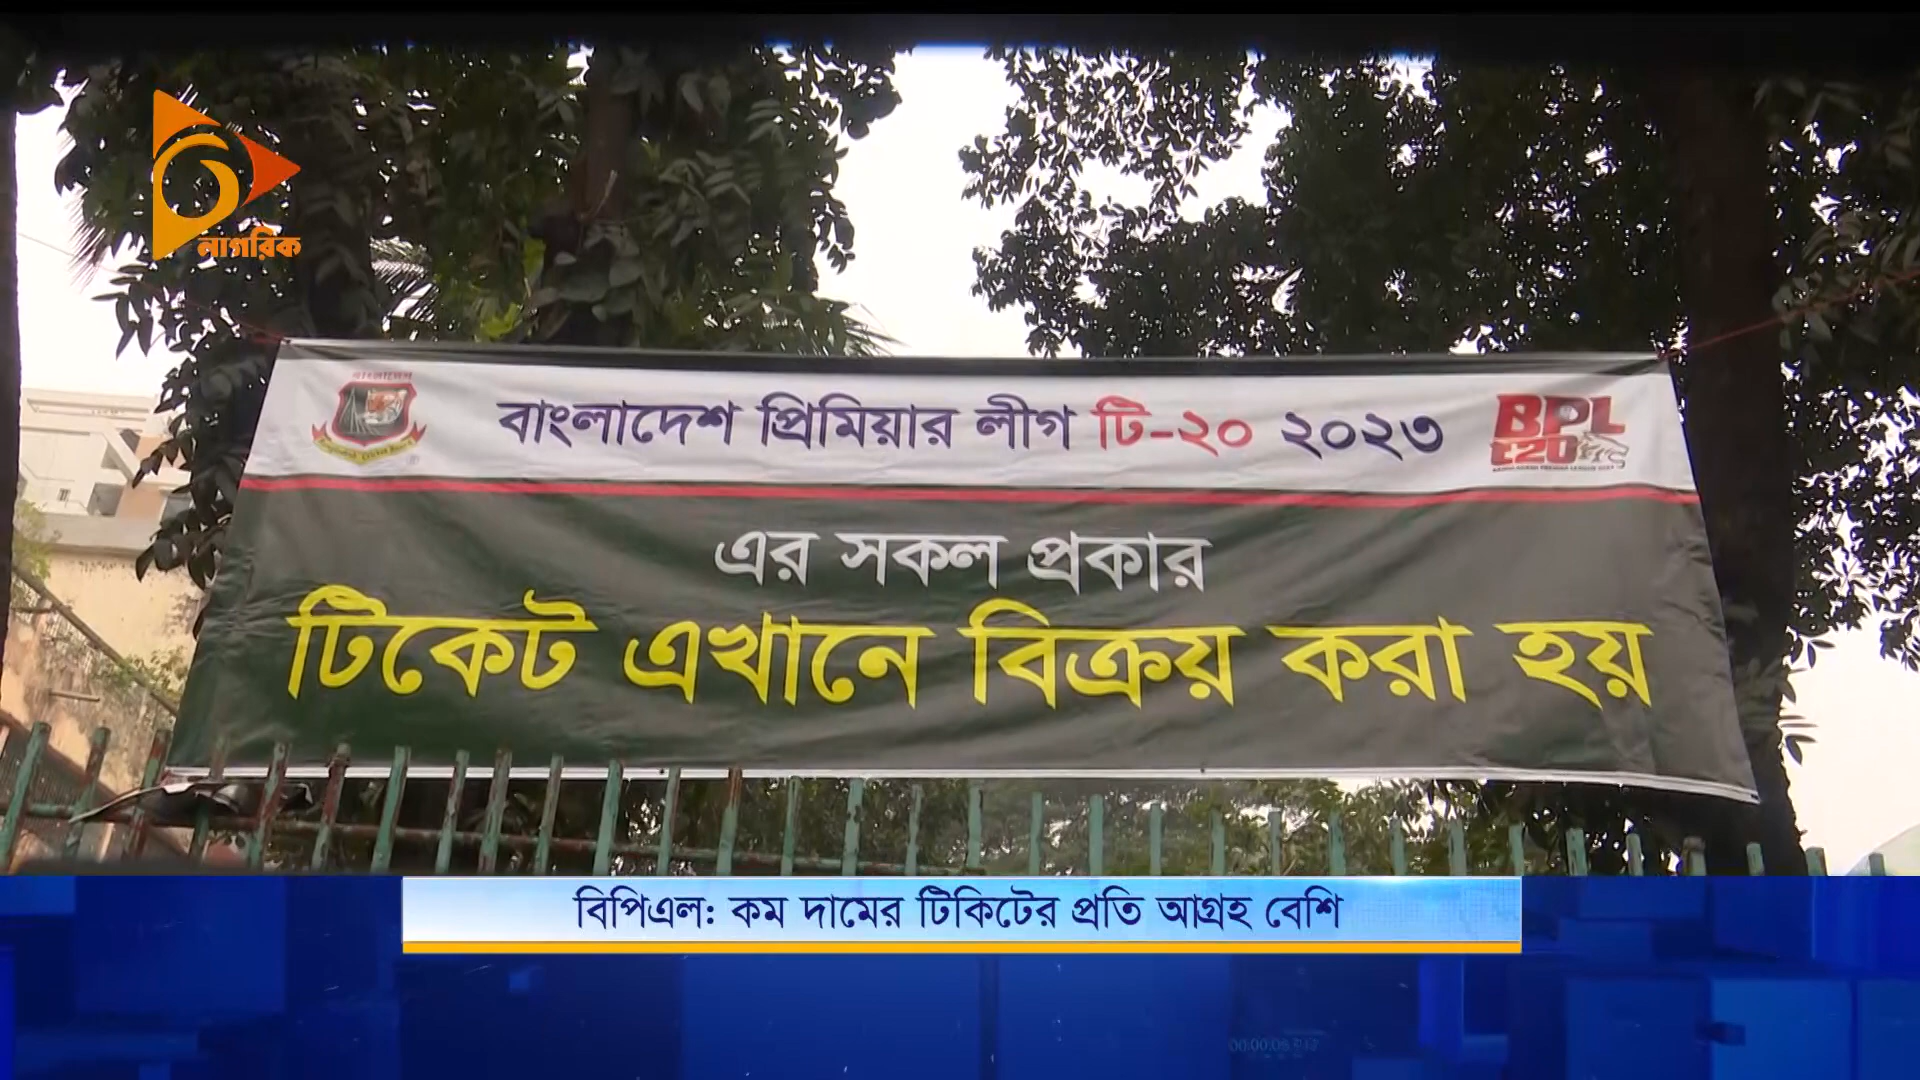 নাগরিক
বাংলাদেশ প্রিমিয়ার লীগ টি-২০ ২০২৩
BPL
T20
এর সকল প্রকার
টিকেট এখানে বিক্রয় করা হয়
বিপিএল: কম দামের টিকিটের প্রতি আগ্রহ বেশি